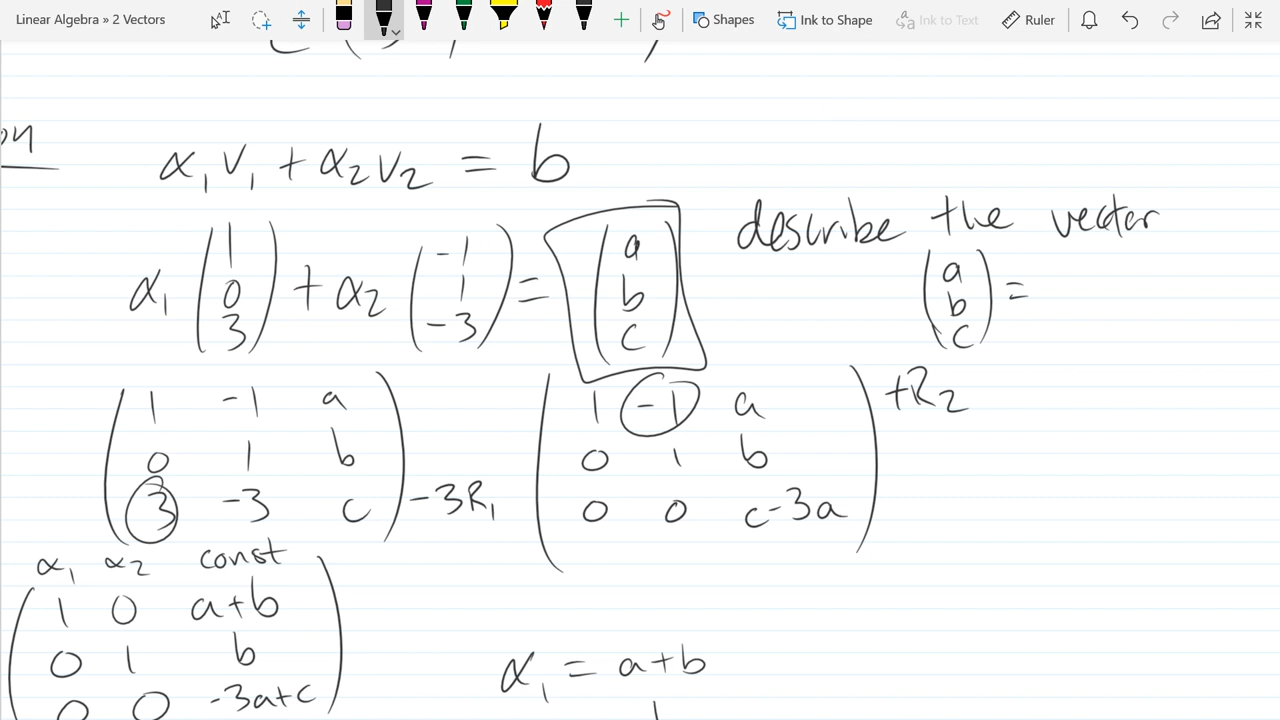 Linear Algebra » 2 Vectors Shapes Ink to Shape Ink to Text Ruler
α₁v₁ + α₂v₂ = b
describe the vector
α₁ (1 0 3) + α₂ (-1 1 -3) = (a b c)
(a b c) =
1 -1 a
0 1 b
3 -3 c -3R₁
1 -1 a +R₂
0 1 b
0 0 c-3a
α₁ α₂ const
1 0 a+b
0 1 b
0 0 -3a+c
α₁ = a+b